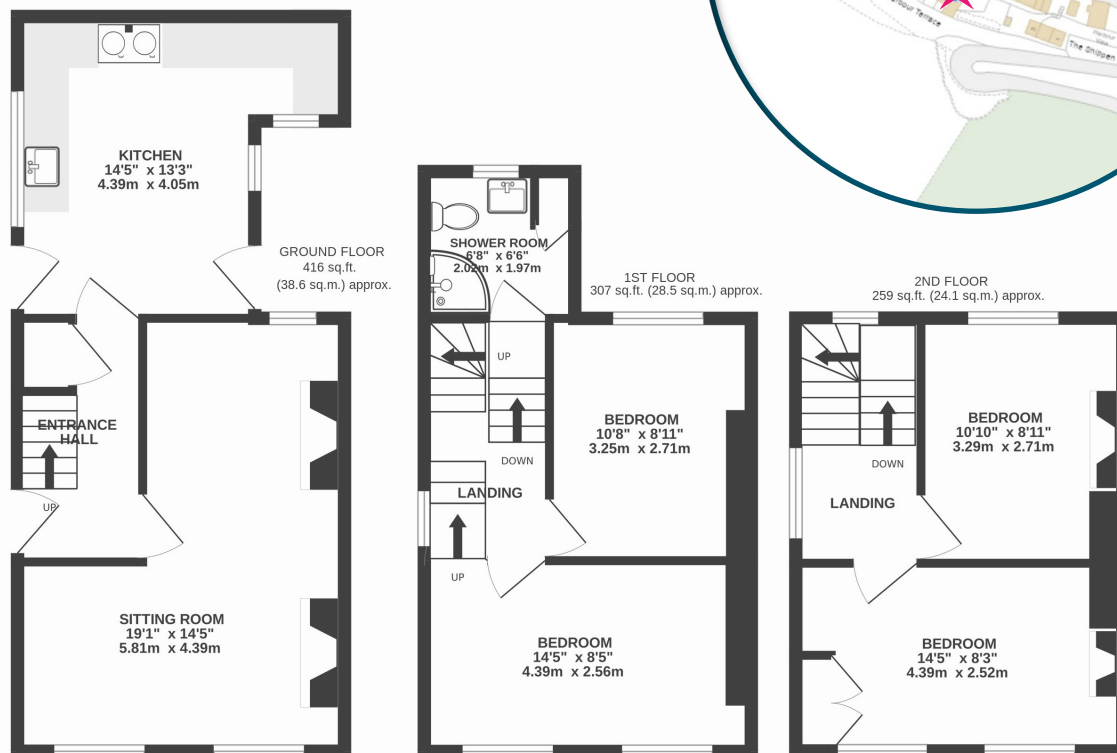 KITCHEN
14'5" x 13'3"
4.39m x 4.05m
GROUND FLOOR
416 sq.ft.
(38.6 sq.m.) approx.
ENTRANCE
HALL
UP
SITTING ROOM
19'1" x 14'5"
5.81m x 4.39m
SHOWER ROOM
6'8" x 6'6"
2.02m x 1.97m
1ST FLOOR
307 sq.ft. (28.5 sq.m.) approx.
UP
BEDROOM
10'8" x 8'11"
3.25m x 2.71m
DOWN
LANDING
UP
BEDROOM
14'5" x 8'5"
4.39m x 2.56m
2ND FLOOR
259 sq.ft. (24.1 sq.m.) approx.
BEDROOM
10'10" x 8'11"
3.29m x 2.71m
DOWN
LANDING
BEDROOM
14'5" x 8'3"
4.39m x 2.52m
Terrace
The Shippen